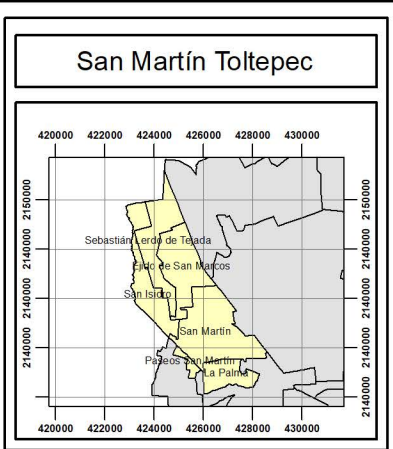 San Martín Toltepec
420000 422000 424000 426000 428000 430000
2150000 2150000
Sebastián Lerdo de Tejada
2140000 2140000
Ejido de San Marcos
San Isidro
2140000 2140000
San Martín
2140000 2140000
Paseos San Martín
La Palma
2140000 2140000
420000 422000 424000 426000 428000 430000